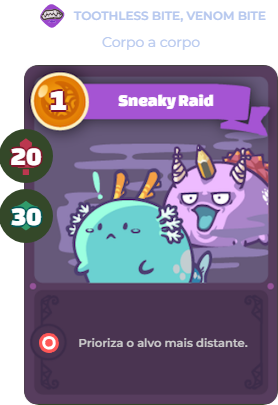 TOOTHLESS BITE, VENOM BITE
Corpo a corpo
1
Sneaky Raid
20
30
Prioriza o alvo mais distante.